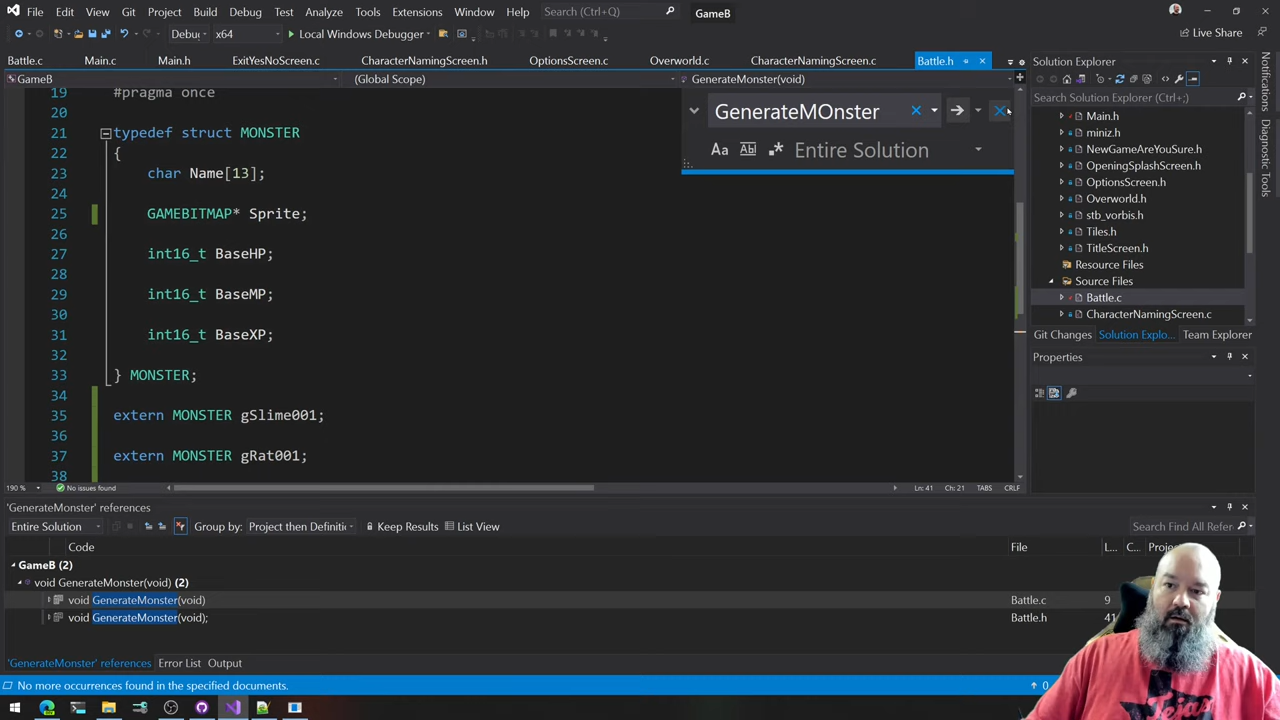 File Edit View Git Project Build Debug Test Analyze Tools Extensions Window Help Search (Ctrl+Q) GameB
Debug x64 Local Windows Debugger Live Share
Battle.c Main.c Main.h ExitYesNoScreen.c CharacterNamingScreen.h OptionsScreen.c Overworld.c CharacterNamingScreen.c Battle.h Solution Explorer
GameB (Global Scope) GenerateMonster(void)
19 #pragma once
20
21 typedef struct MONSTER
22 {
23 char Name[13];
24
25 GAMEBITMAP* Sprite;
26
27 int16_t BaseHP;
28
29 int16_t BaseMP;
30
31 int16_t BaseXP;
32
33 } MONSTER;
34
35 extern MONSTER gSlime001;
36
37 extern MONSTER gRat001;
38
GenerateMOnster
Aa Ab Entire Solution
Search Solution Explorer (Ctrl+;)
Main.h
miniz.h
NewGameAreYouSure.h
OpeningSplashScreen.h
OptionsScreen.h
Overworld.h
stb_vorbis.h
Tiles.h
TitleScreen.h
Resource Files
Source Files
Battle.c
CharacterNamingScreen.c
Git Changes Solution Explo... Team Explorer
Properties
Notifications
Diagnostic Tools
190 % No issues found Ln: 41 Ch: 21 TABS CRLF
'GenerateMonster' references
Entire Solution Group by: Project then Definiti Keep Results List View Search Find All Refer
Code File L... C... Proje
GameB (2)
void GenerateMonster(void) (2)
void GenerateMonster(void) Battle.c 9
void GenerateMonster(void); Battle.h 41
'GenerateMonster' references Error List Output
No more occurrences found in the specified documents. 0